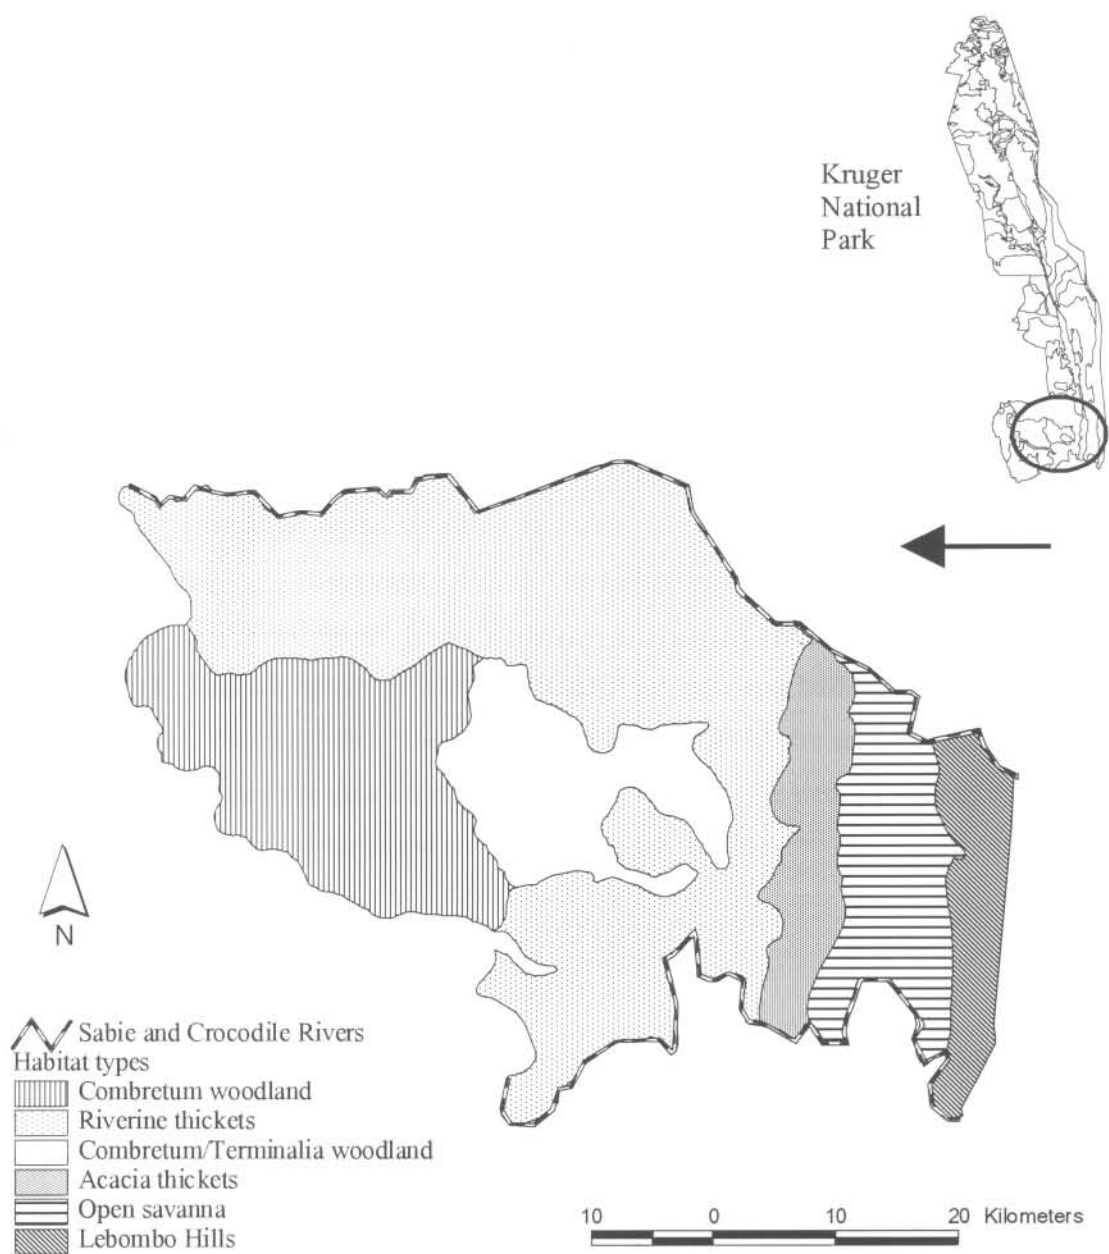 Kruger
National
Park
N
Sabie and Crocodile Rivers
Habitat types
Combretum woodland
Riverine thickets
Combretum/Terminalia woodland
Acacia thickets
Open savanna
Lebombo Hills
10 0 10 20 Kilometers